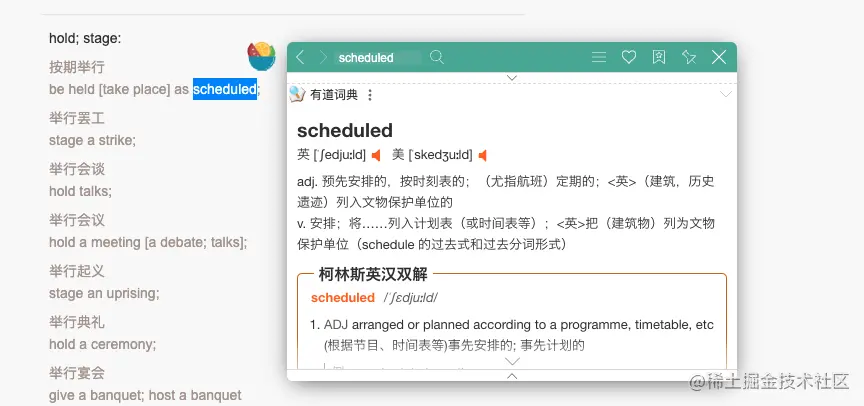 hold; stage:
按期举行
be held [take place] as scheduled;
举行罢工
stage a strike;
举行会谈
hold talks;
举行会议
hold a meeting [a debate; talks];
举行起义
stage an uprising;
举行典礼
hold a ceremony;
举行宴会
give a banquet; host a banquet
scheduled
有道词典
scheduled
英 [ˈʃedjuːld] 美 [ˈskedʒuːld]
adj. 预先安排的，按时刻表的；（尤指航班）定期的；<英>（建筑，历史
遗迹）列入文物保护单位的
v. 安排；将……列入计划表（或时间表等）；<英>把（建筑物）列为文物
保护单位（schedule 的过去式和过去分词形式）
柯林斯英汉双解
scheduled /ˈʃɛdjuːld/
1. ADJ arranged or planned according to a programme, timetable, etc
(根据节目、时间表等)事先安排的; 事先计划的
@稀土掘金技术社区